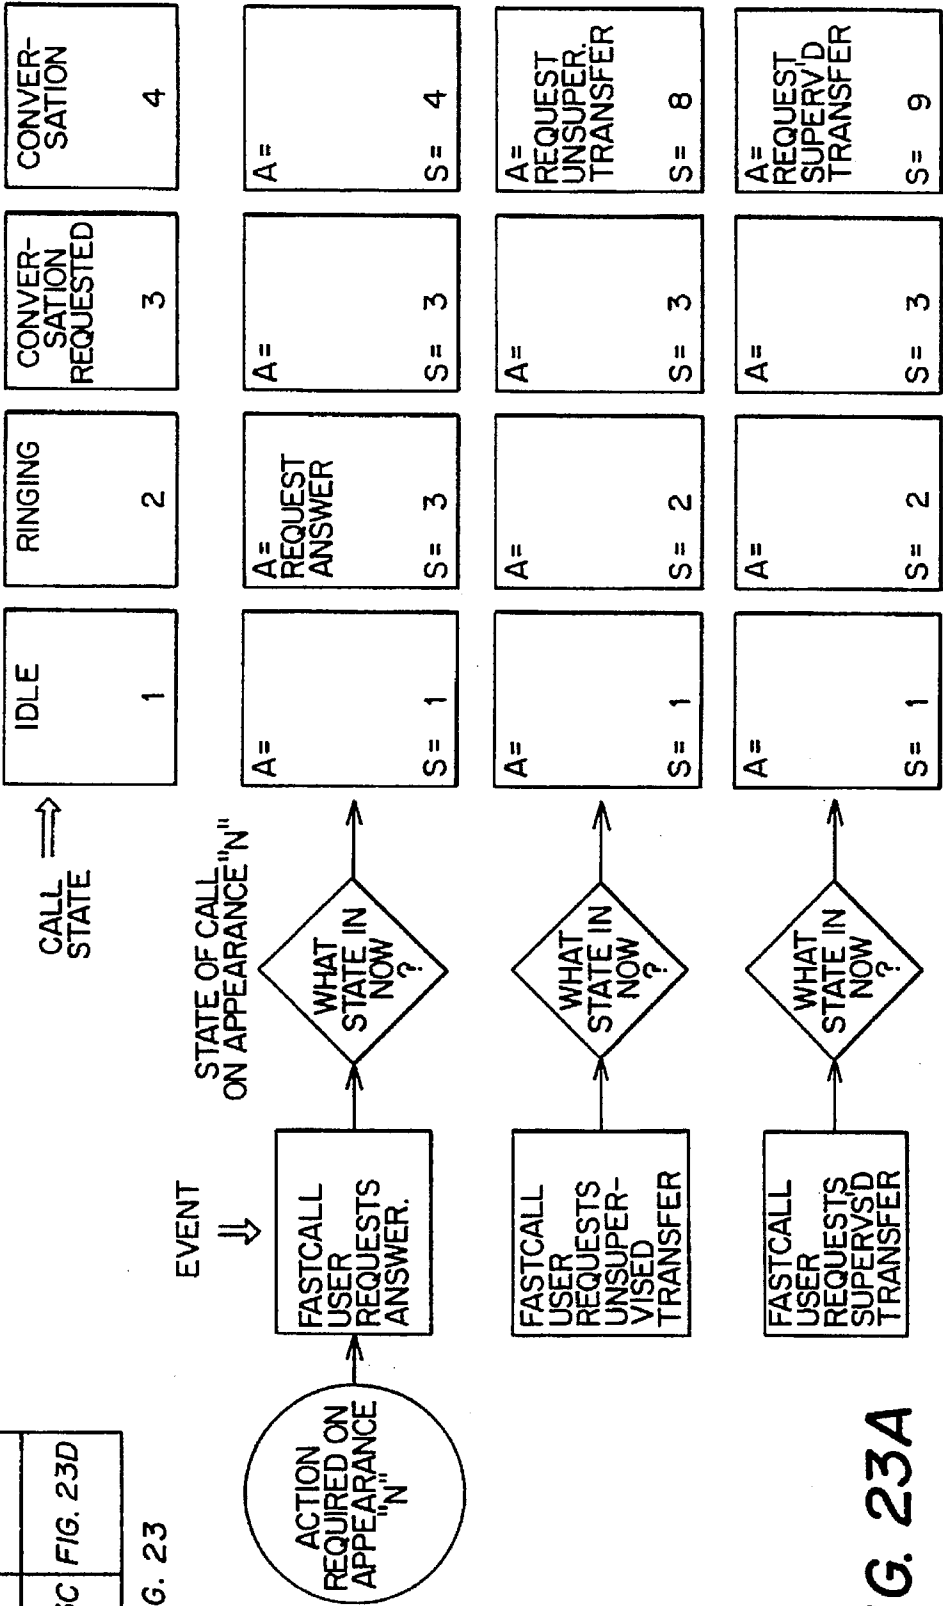 CALL
STATE
IDLE
1
RINGING
2
CONVER-
SATION
REQUESTED
3
CONVER-
SATION
4
EVENT
STATE OF CALL
ON APPEARANCE "N"
ACTION
REQUIRED ON
APPEARANCE
"N"
FASTCALL
USER
REQUESTS
ANSWER.
WHAT
STATE IN
NOW
?
A=
S= 1
A=
REQUEST
ANSWER
S= 3
A=
S= 3
A=
S= 4
FASTCALL
USER
REQUESTS
UNSUPER-
VISED
TRANSFER
WHAT
STATE IN
NOW
?
A=
S= 1
A=
S= 2
A=
S= 3
A=
REQUEST
UNSUPER.
TRANSFER
S= 8
FASTCALL
USER
REQUESTS
SUPERVS'D
TRANSFER
WHAT
STATE IN
NOW
?
A=
S= 1
A=
S= 2
A=
S= 3
A=
REQUEST
SUPERV'D
TRANSFER
S= 9
FIG. 23D
G. 23
G. 23A